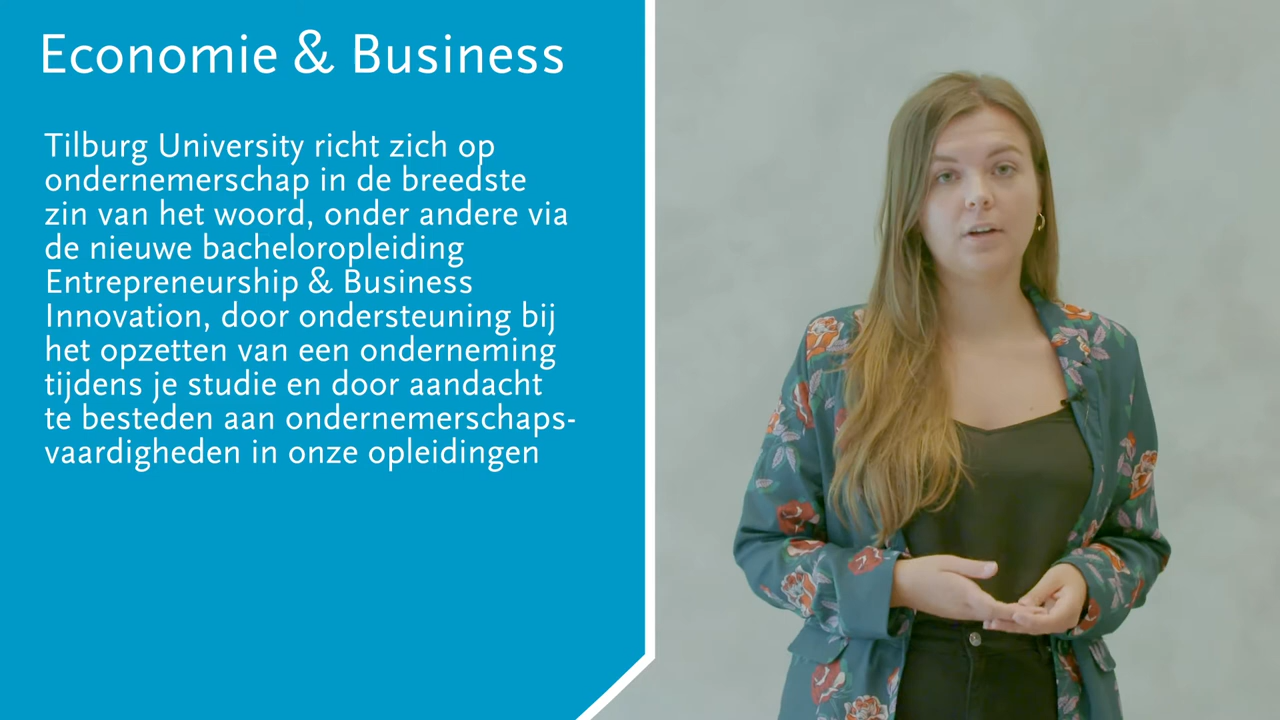 Economie & Business
Tilburg University richt zich op
ondernemerschap in de breedste
zin van het woord, onder andere via
de nieuwe bacheloropleiding
Entrepreneurship & Business
Innovation, door ondersteuning bij
het opzetten van een onderneming
tijdens je studie en door aandacht
te besteden aan ondernemerschaps-
vaardigheden in onze opleidingen